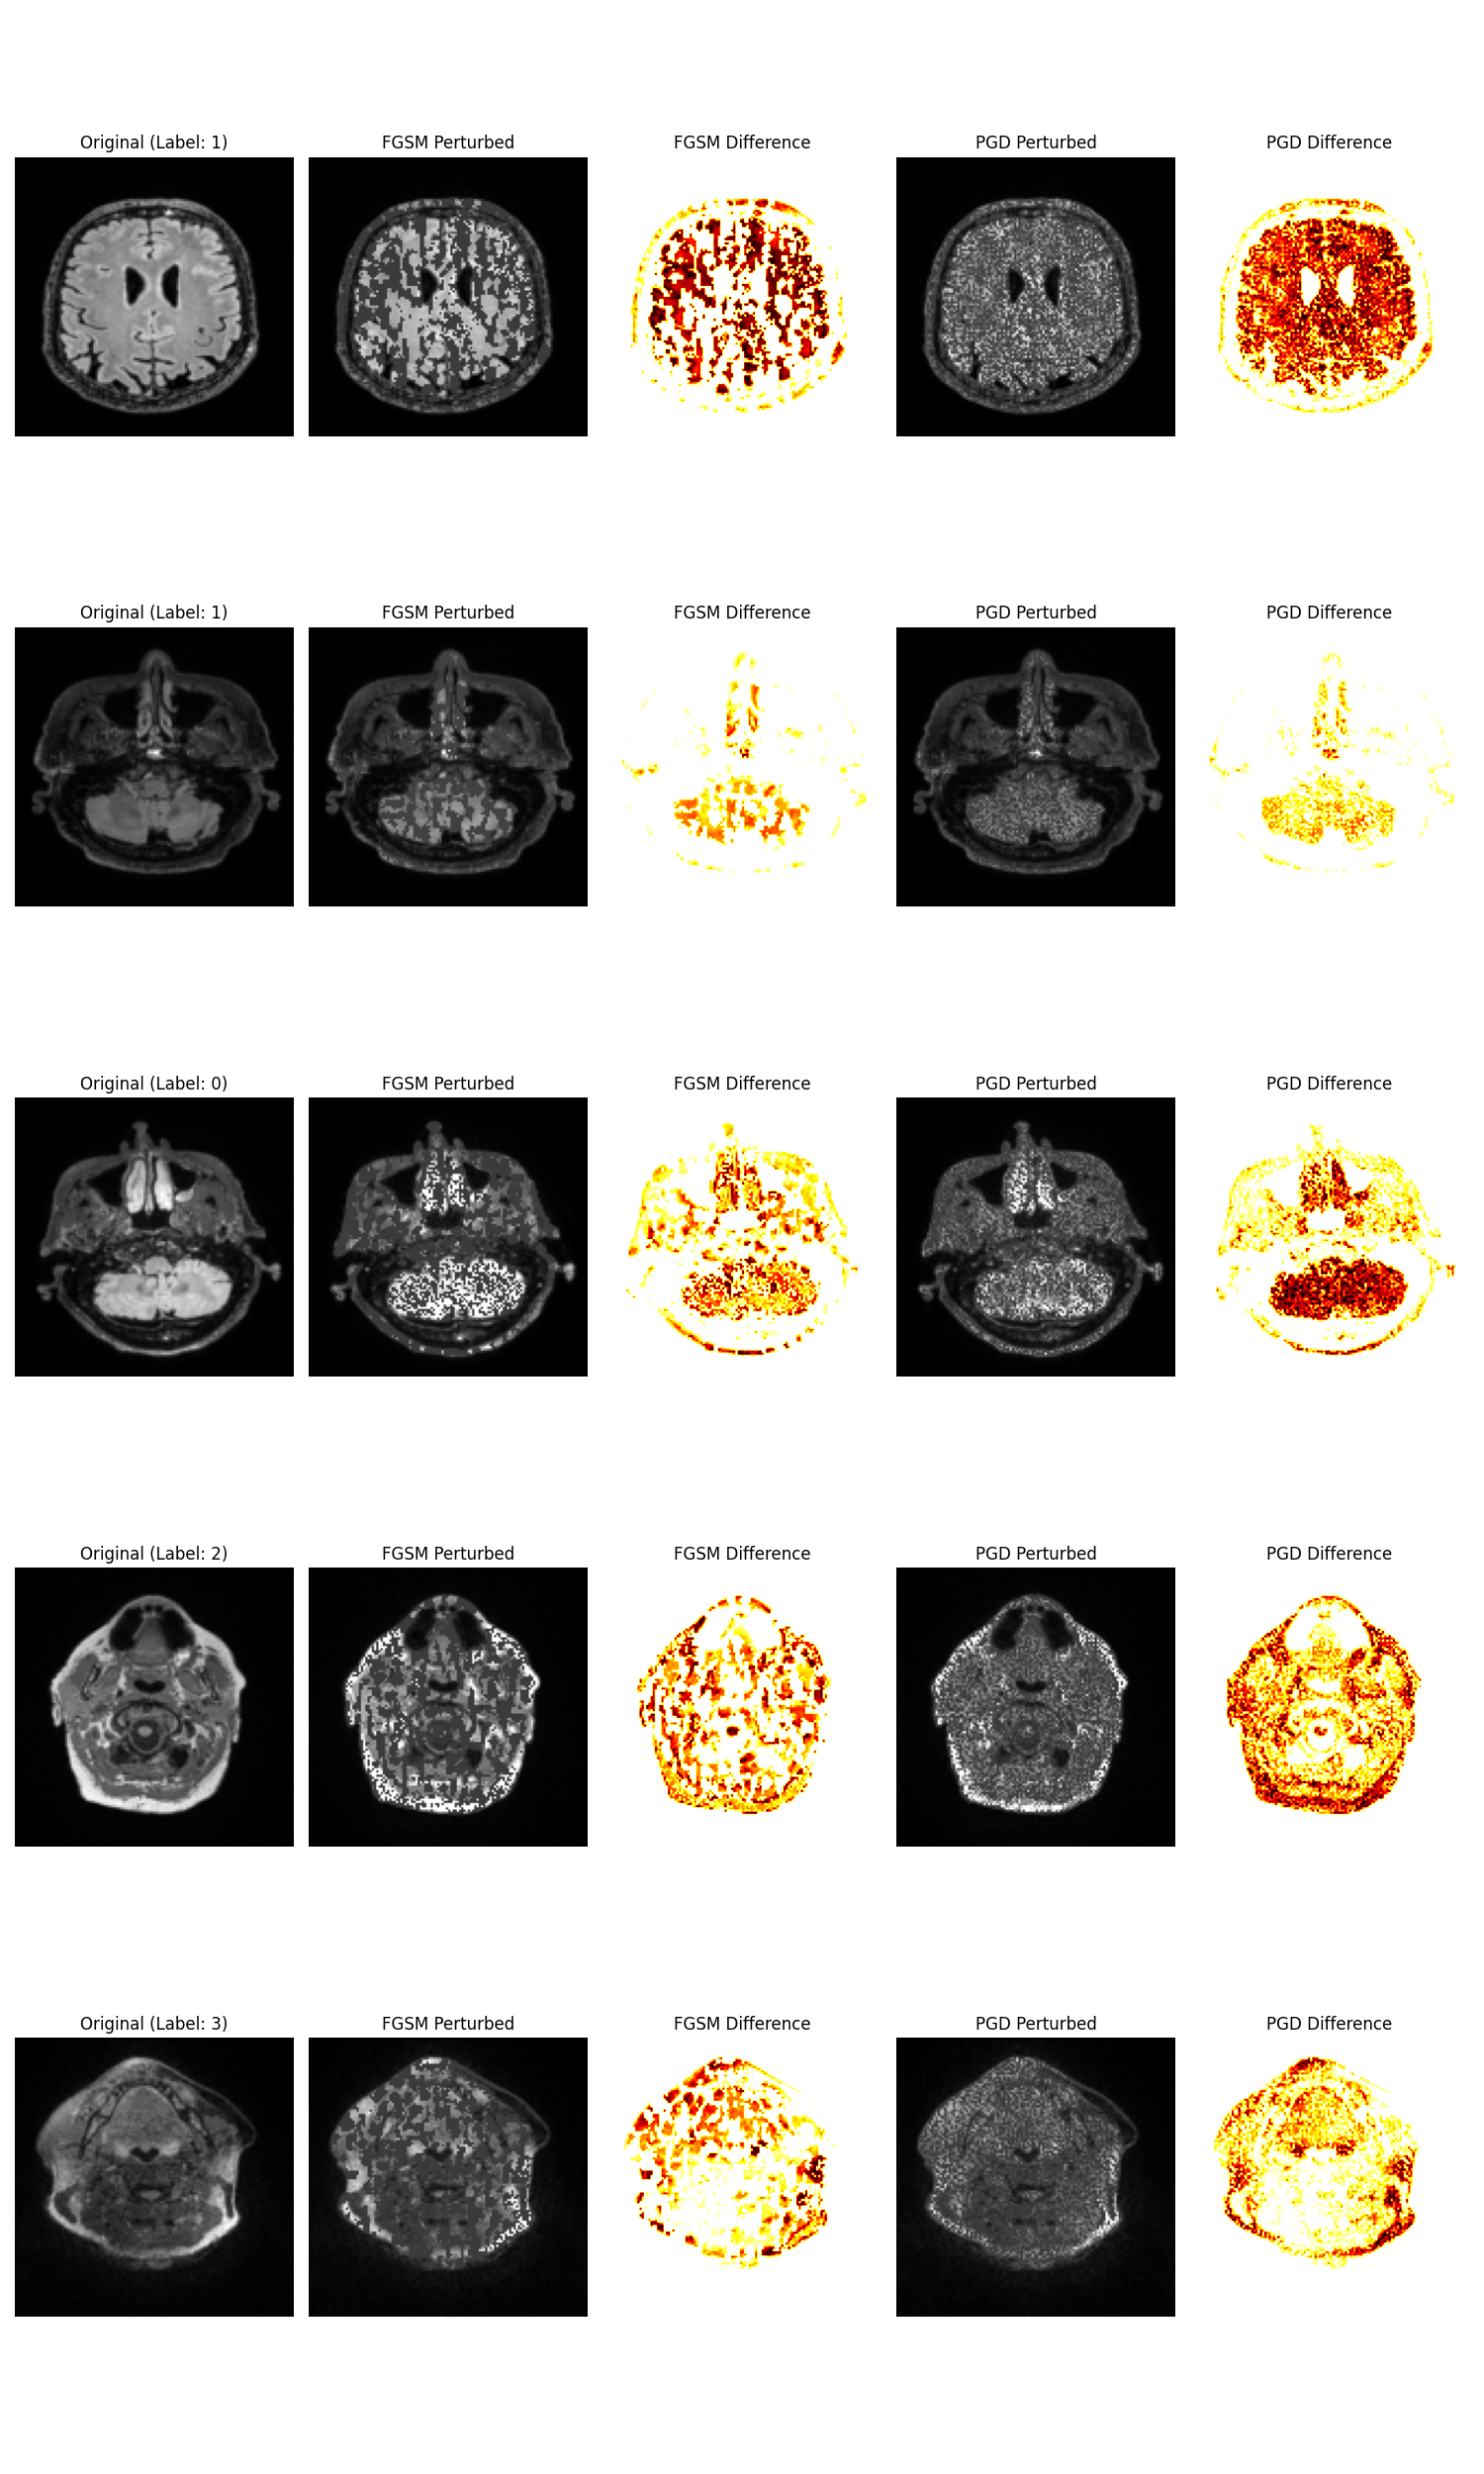 Original (Label: 1) FGSM Perturbed FGSM Difference PGD Perturbed PGD Difference
Original (Label: 1) FGSM Perturbed FGSM Difference PGD Perturbed PGD Difference
Original (Label: 0) FGSM Perturbed FGSM Difference PGD Perturbed PGD Difference
Original (Label: 2) FGSM Perturbed FGSM Difference PGD Perturbed PGD Difference
Original (Label: 3) FGSM Perturbed FGSM Difference PGD Perturbed PGD Difference